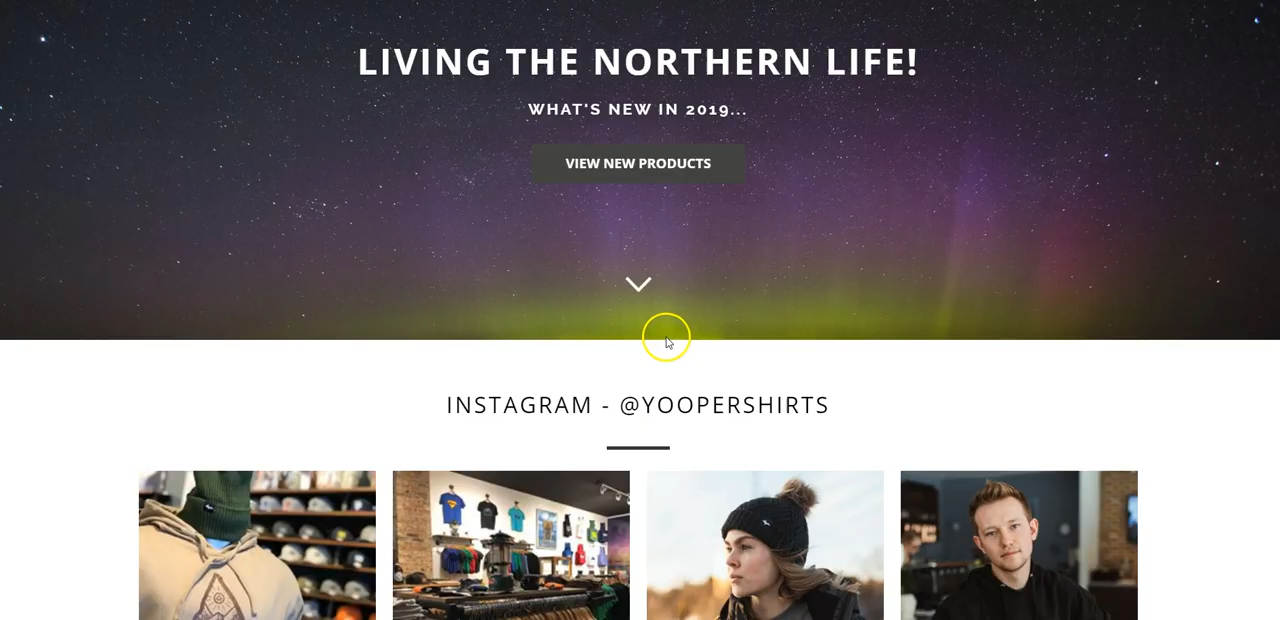 LIVING THE NORTHERN LIFE!
WHAT'S NEW IN 2019...
VIEW NEW PRODUCTS
INSTAGRAM - @YOOPERSHIRTS